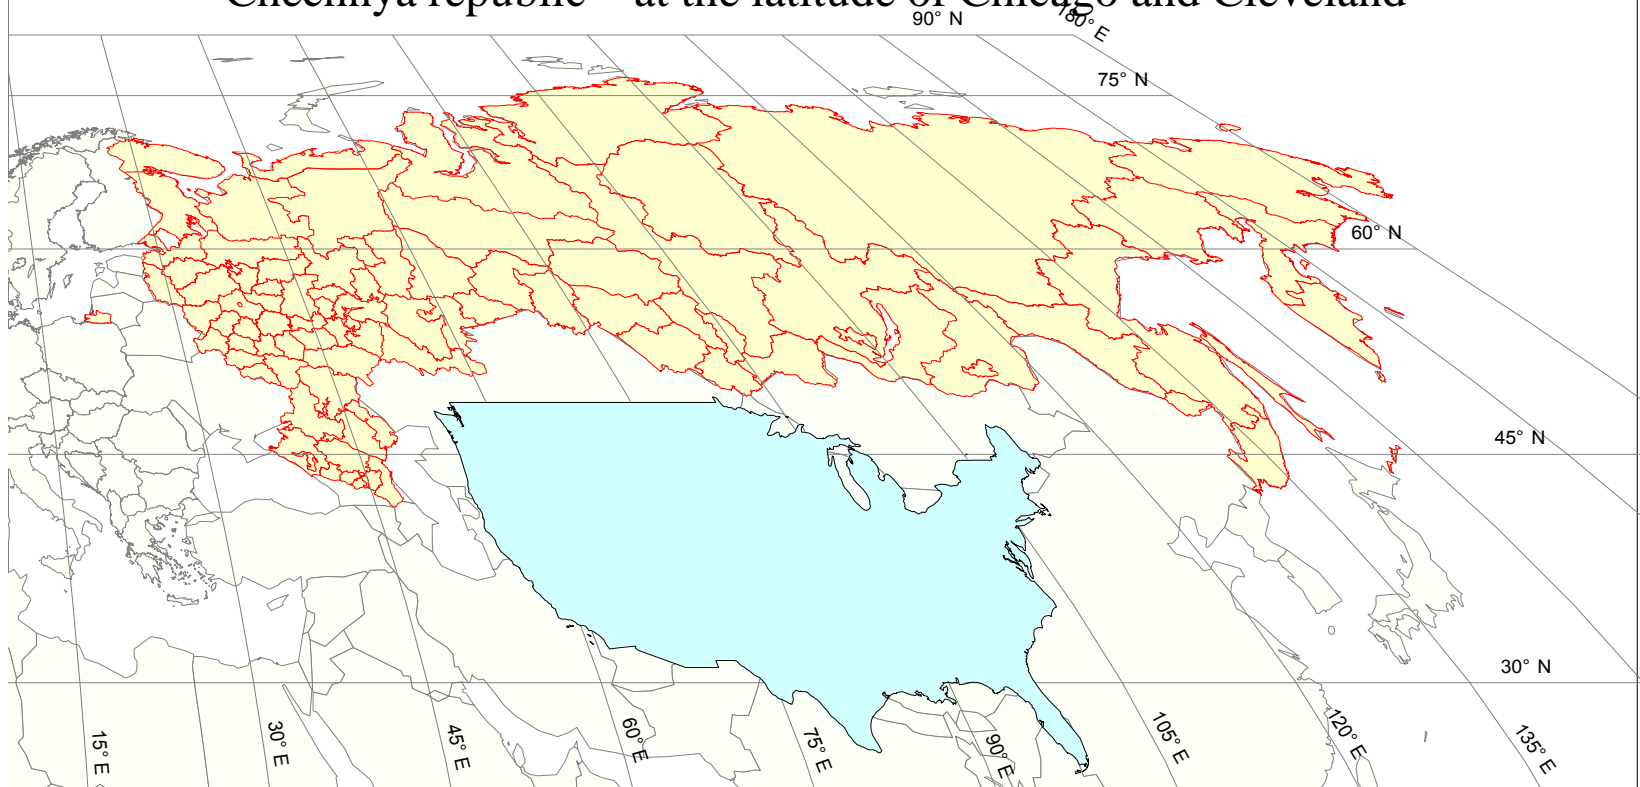 Chechnya republic – at the latitude of Chicago and Cleveland
90° N
180° E
75° N
60° N
45° N
30° N
15° E
30° E
45° E
60° E
75° E
90° E
105° E
120° E
135° E